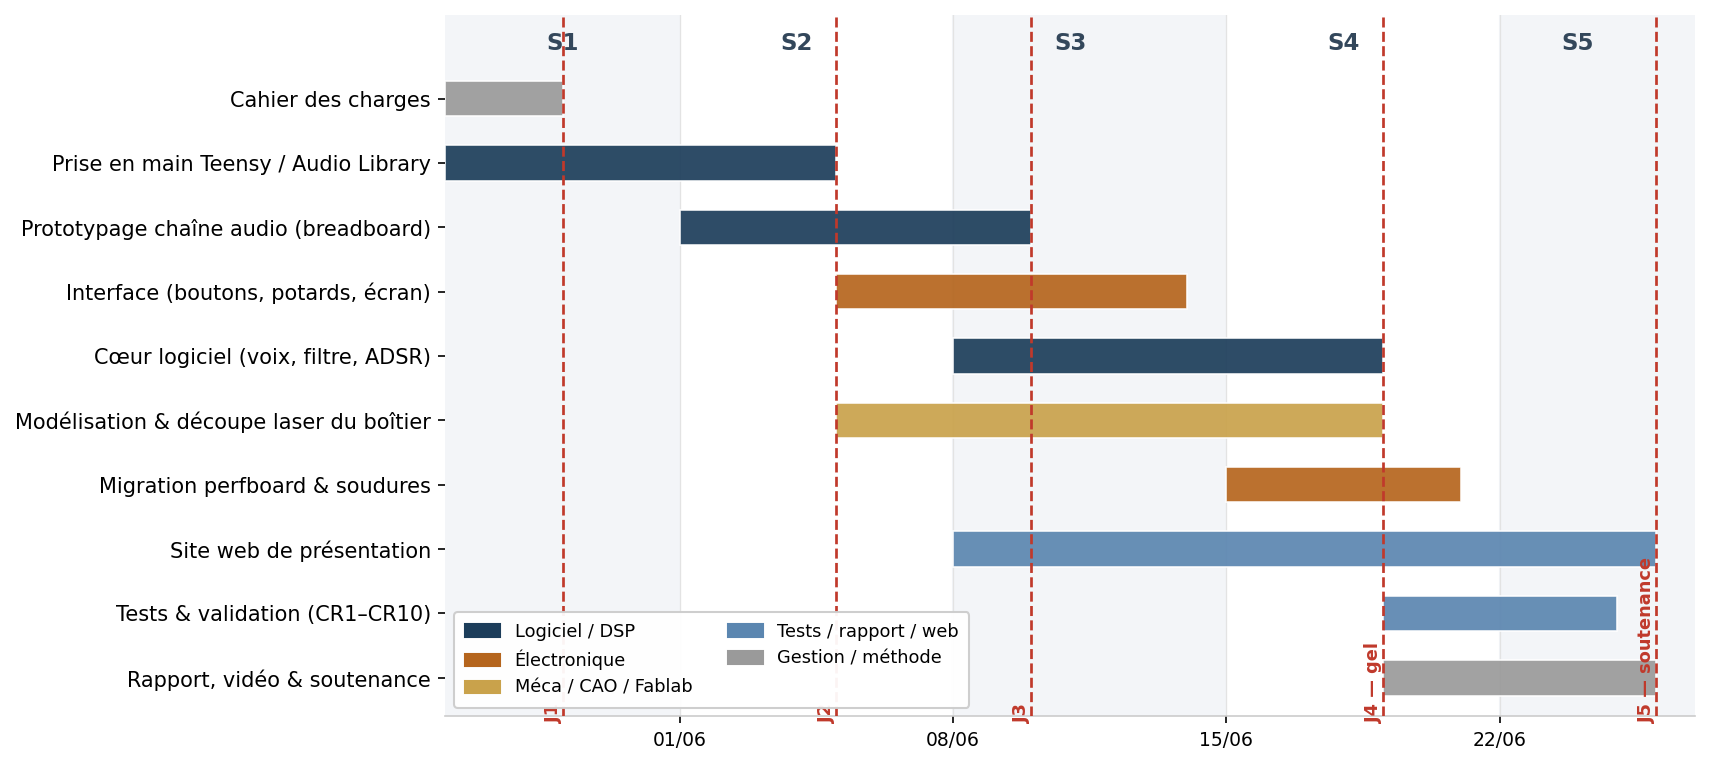 S1 S2 S3 S4 S5
Cahier des charges
Prise en main Teensy / Audio Library
Prototypage chaîne audio (breadboard)
Interface (boutons, potards, écran)
Cœur logiciel (voix, filtre, ADSR)
Modélisation & découpe laser du boîtier
Migration perfboard & soudures
Site web de présentation
Tests & validation (CR1–CR10)
Rapport, vidéo & soutenance
Logiciel / DSP
Électronique
Méca / CAO / Fablab
Tests / rapport / web
Gestion / méthode
J1
J2
J3
J4 — gel
J5 — soutenance
01/06 08/06 15/06 22/06